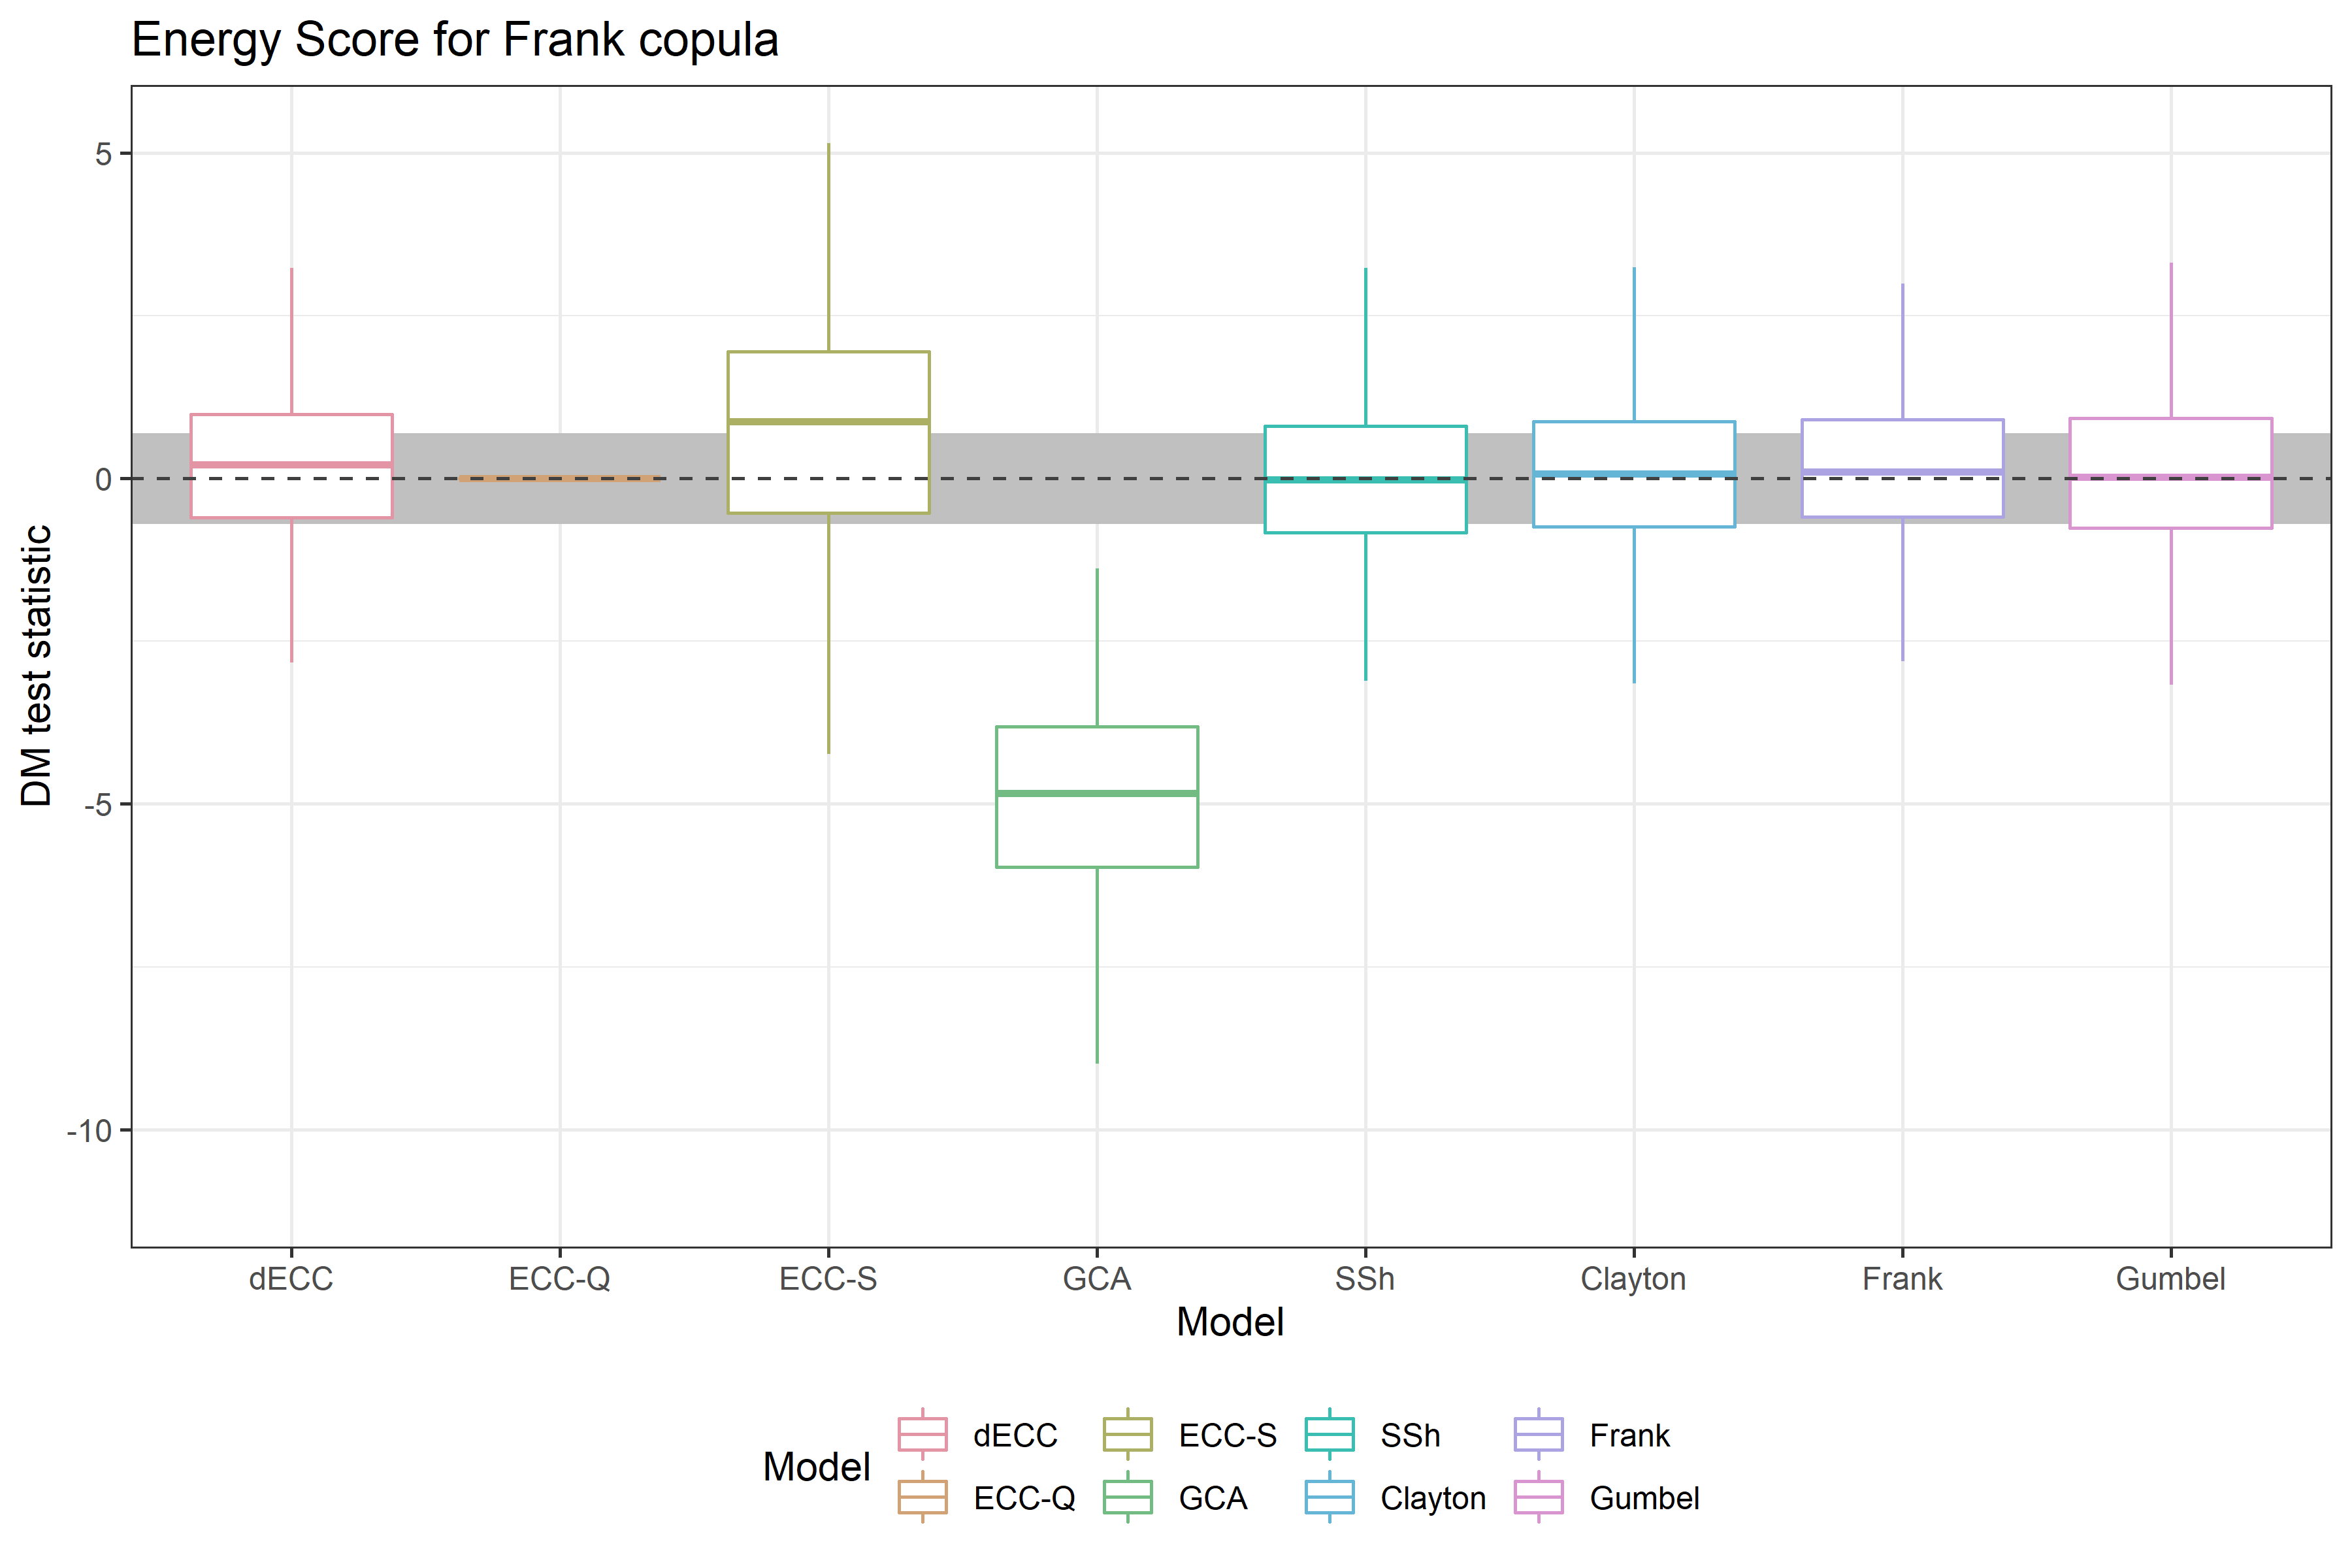 Energy Score for Frank copula
DM test statistic
5
0
-5
-10
dECC ECC-Q ECC-S GCA SSh Clayton Frank Gumbel
Model
Model
dECC ECC-S SSh Frank
ECC-Q GCA Clayton Gumbel